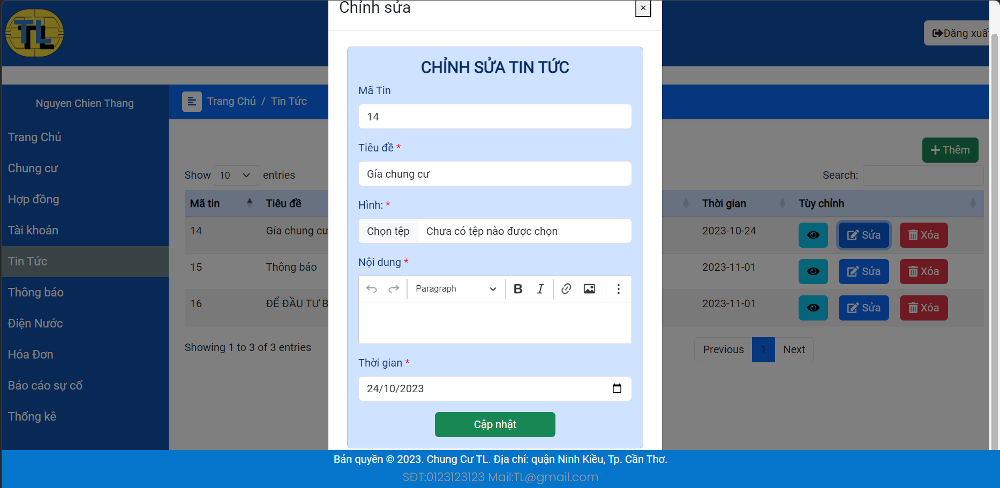 Chỉnh sửa
×
TL
Đăng xuất
Nguyen Chien Thang
Trang Chủ / Tin Tức
Trang Chủ
Chung cư
Hợp đồng
Tài khoản
Tin Tức
Thông báo
Điện Nước
Hóa Đơn
Báo cáo sự cố
Thống kê
Thêm
Show 10 entries
Search:
Mã tin Tiêu đề Thời gian Tùy chỉnh
14 Gía chung cư 2023-10-24 Sửa Xóa
15 Thông báo 2023-11-01 Sửa Xóa
16 ĐỂ ĐẦU TƯ B 2023-11-01 Sửa Xóa
Showing 1 to 3 of 3 entries
Previous 1 Next
CHỈNH SỬA TIN TỨC
Mã Tin
14
Tiêu đề *
Gía chung cư
Hình: *
Chọn tệp Chưa có tệp nào được chọn
Nội dung *
Paragraph B I
Thời gian *
24/10/2023
Cập nhật
Bản quyền © 2023. Chung Cư TL. Địa chỉ: quận Ninh Kiều, Tp. Cần Thơ.
SĐT:0123123123 Mail:TL@gmail.com